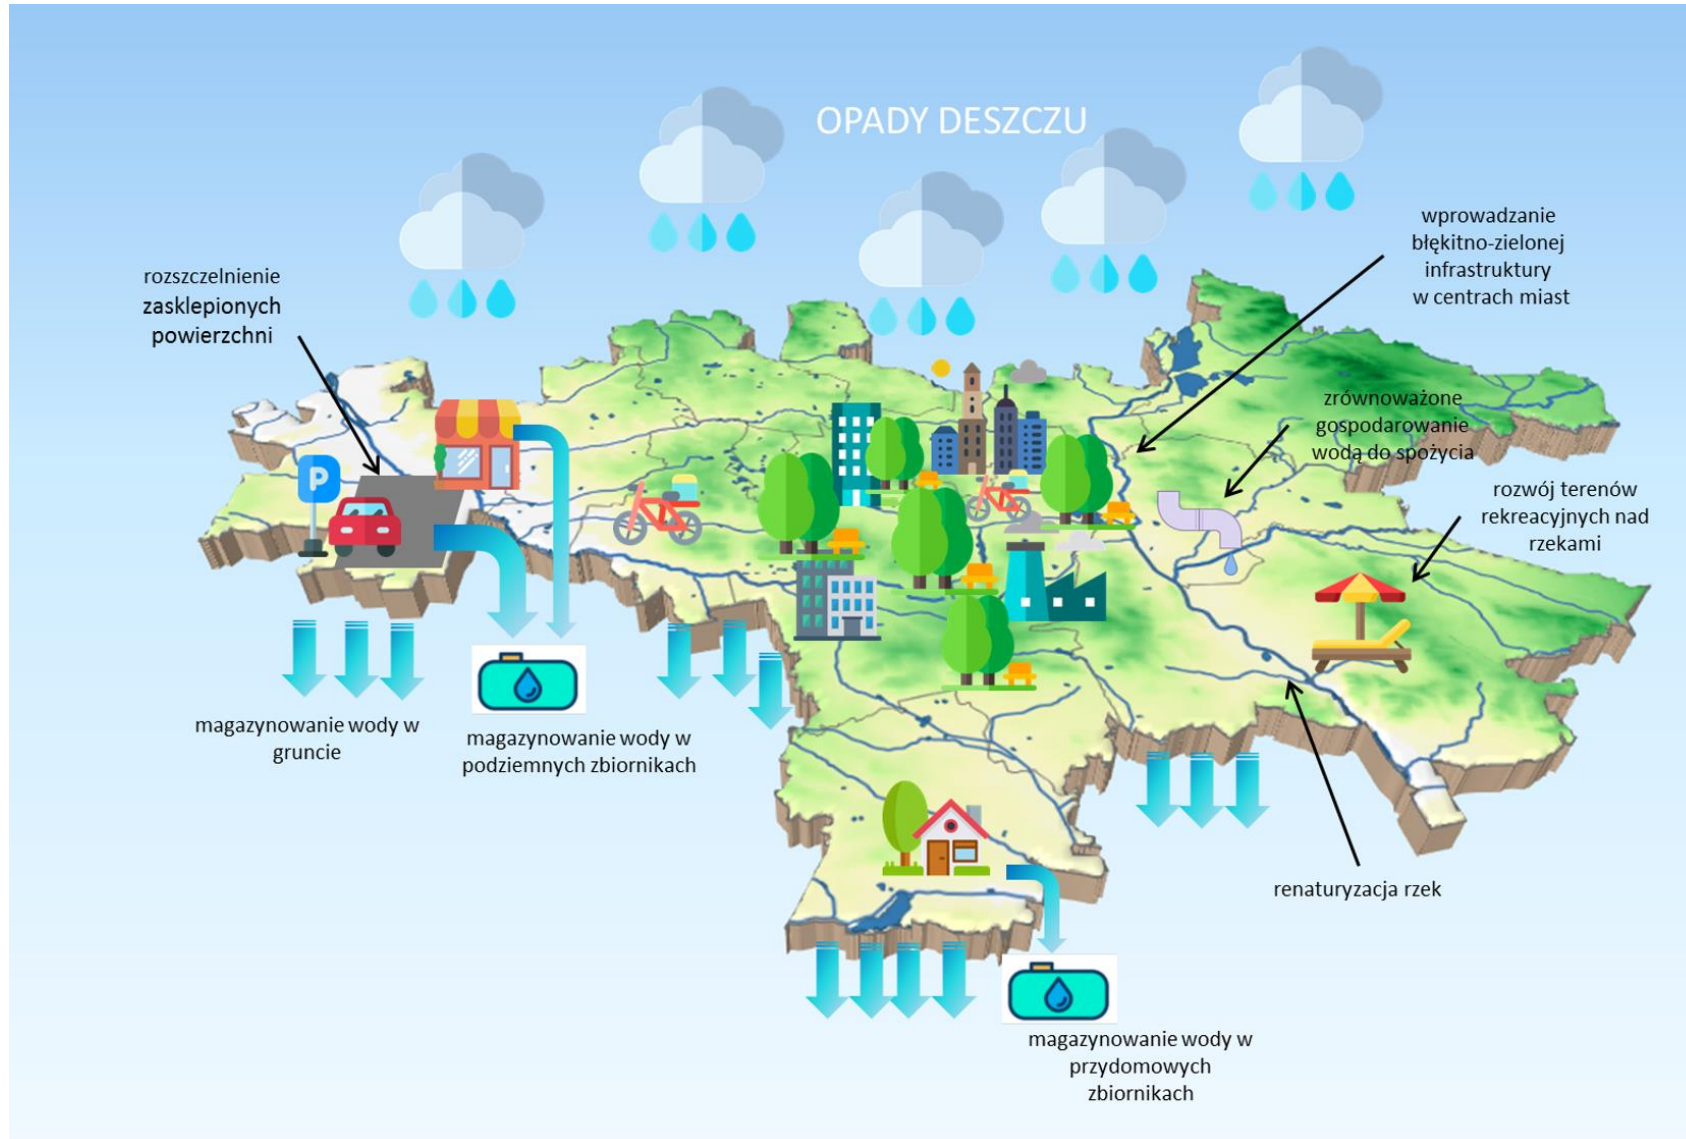 OPADY DESZCZU
wprowadzanie
błękitno-zielonej
infrastruktury
w centrach miast
rozszczelnienie
zasklepionych
powierzchni
zrównoważone
gospodarowanie
wodą do spożycia
P
rozwój terenów
rekreacyjnych nad
rzekami
magazynowanie wody w
gruncie
magazynowanie wody w
podziemnych zbiornikach
renaturyzacja rzek
magazynowanie wody w
przydomowych
zbiornikach